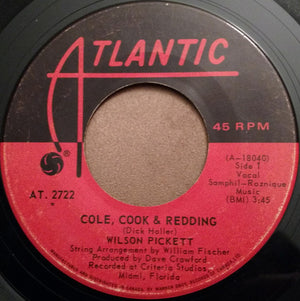 ATLANTIC
45 RPM
(A-18040)
Side 1
Vocal
Samphil-Roznique
Music
(BMI) 3:45
AT. 2722
COLE, COOK & REDDING
(Dick Holler)
WILSON PICKETT
String Arrangement by William Fischer
Produced by Dave Crawford
Recorded at Criteria Studios
Miami, Florida